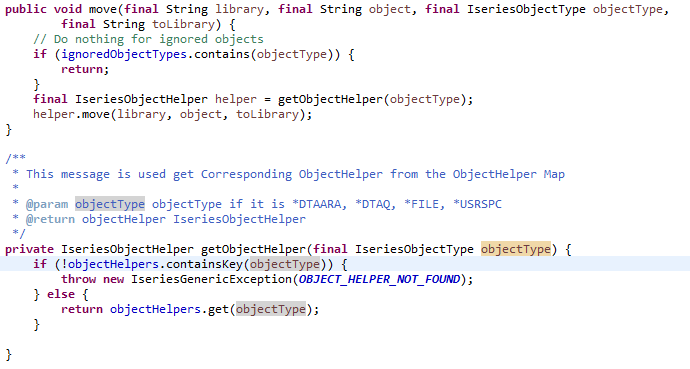 public void move(final String library, final String object, final IseriesObjectType objectType,
        final String toLibrary) {
    // Do nothing for ignored objects
    if (ignoredObjectTypes.contains(objectType)) {
        return;
    }
    final IseriesObjectHelper helper = getObjectHelper(objectType);
    helper.move(library, object, toLibrary);
}

/**
 * This message is used get Corresponding ObjectHelper from the ObjectHelper Map
 *
 * @param objectType objectType if it is *DTAARA, *DTAQ, *FILE, *USRSPC
 * @return objectHelper IseriesObjectHelper
 */
private IseriesObjectHelper getObjectHelper(final IseriesObjectType objectType) {
    if (!objectHelpers.containsKey(objectType)) {
        throw new IseriesGenericException(OBJECT_HELPER_NOT_FOUND);
    } else {
        return objectHelpers.get(objectType);
    }

}